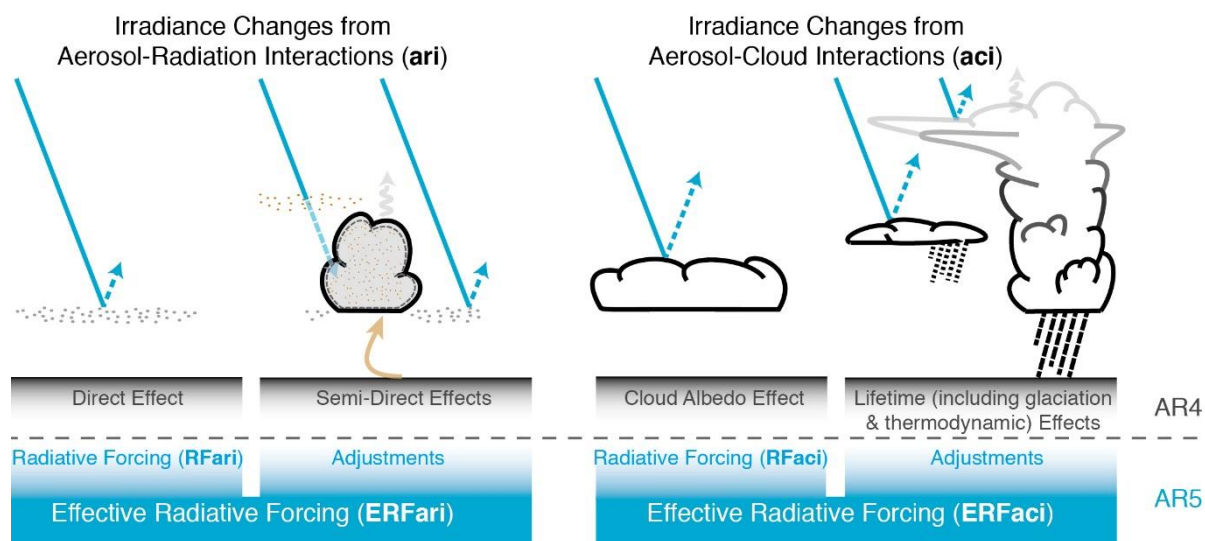 Irradiance Changes from
Aerosol-Radiation Interactions (ari)
Irradiance Changes from
Aerosol-Cloud Interactions (aci)
Direct Effect
Semi-Direct Effects
Cloud Albedo Effect
Lifetime (including glaciation
& thermodynamic) Effects
AR4
Radiative Forcing (RFari)
Adjustments
Radiative Forcing (RFaci)
Adjustments
AR5
Effective Radiative Forcing (ERFari)
Effective Radiative Forcing (ERFaci)